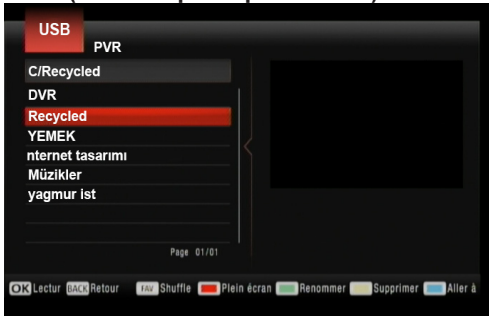 USB
PVR
C/Recycled
DVR
Recycled
YEMEK
nternet tasarımı
Müzikler
yagmur ist
Page 01/01
OK Lectur BACK Retour FAV Shuffle Plein écran Renommer Supprimer Aller à